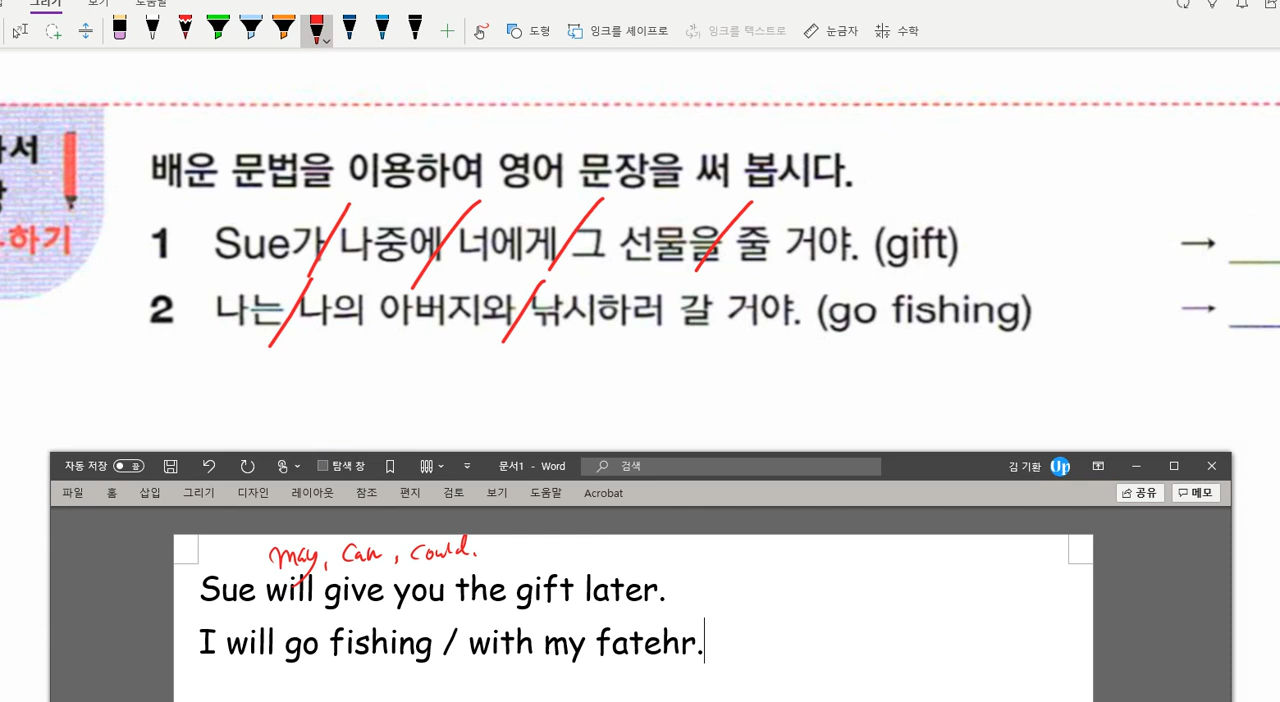 그리기 보기 도움말
도형 잉크를 셰이프로 잉크를 텍스트로 눈금자 수학
배운 문법을 이용하여 영어 문장을 써 봅시다.
하기
1 Sue가 나중에 너에게 그 선물을 줄 거야. (gift) →
2 나는 나의 아버지와 낚시하러 갈 거야. (go fishing) →
자동 저장 끔 탐색 창 문서1 - Word 검색 김 기환 Up
파일 홈 삽입 그리기 디자인 레이아웃 참조 편지 검토 보기 도움말 Acrobat 공유 메모
may, can, could.
Sue will give you the gift later.
I will go fishing / with my fatehr.